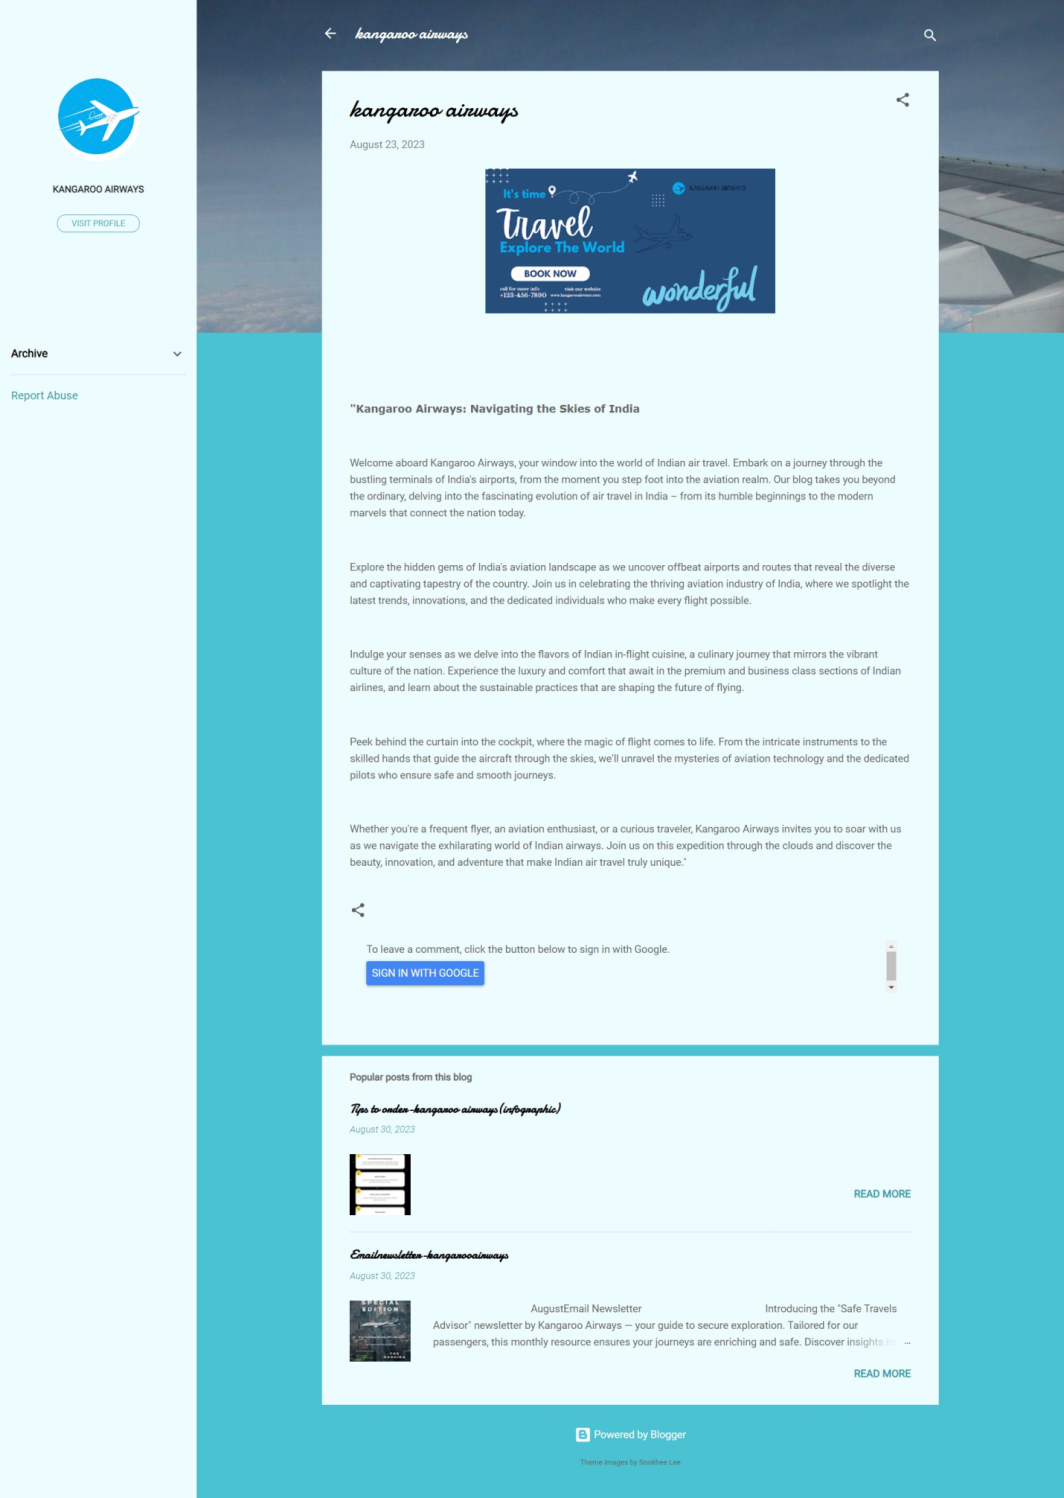 kangaroo airways
KANGAROO AIRWAYS
VISIT PROFILE
Archive
Report Abuse
kangaroo airways
August 23, 2023
It's time
Travel
Explore The World
BOOK NOW
call for more info
+123-456-7890
visit our website
www.kangarooairways.com
KANGAROO AIRWAYS
wonderful
"Kangaroo Airways: Navigating the Skies of India
Welcome aboard Kangaroo Airways, your window into the world of Indian air travel. Embark on a journey through the
bustling terminals of India's airports, from the moment you step foot into the aviation realm. Our blog takes you beyond
the ordinary, delving into the fascinating evolution of air travel in India – from its humble beginnings to the modern
marvels that connect the nation today.
Explore the hidden gems of India's aviation landscape as we uncover offbeat airports and routes that reveal the diverse
and captivating tapestry of the country. Join us in celebrating the thriving aviation industry of India, where we spotlight the
latest trends, innovations, and the dedicated individuals who make every flight possible.
Indulge your senses as we delve into the flavors of Indian in-flight cuisine, a culinary journey that mirrors the vibrant
culture of the nation. Experience the luxury and comfort that await in the premium and business class sections of Indian
airlines, and learn about the sustainable practices that are shaping the future of flying.
Peek behind the curtain into the cockpit, where the magic of flight comes to life. From the intricate instruments to the
skilled hands that guide the aircraft through the skies, we'll unravel the mysteries of aviation technology and the dedicated
pilots who ensure safe and smooth journeys.
Whether you're a frequent flyer, an aviation enthusiast, or a curious traveler, Kangaroo Airways invites you to soar with us
as we navigate the exhilarating world of Indian airways. Join us on this expedition through the clouds and discover the
beauty, innovation, and adventure that make Indian air travel truly unique."
To leave a comment, click the button below to sign in with Google.
SIGN IN WITH GOOGLE
Popular posts from this blog
Tips to order-kangaroo airways(infographic)
August 30, 2023
READ MORE
Emailnewsletter-kangarooairways
August 30, 2023
SPECIAL
EDITION
AugustEmail Newsletter Introducing the "Safe Travels
Advisor" newsletter by Kangaroo Airways — your guide to secure exploration. Tailored for our
passengers, this monthly resource ensures your journeys are enriching and safe. Discover insights in …
READ MORE
Powered by Blogger
Theme images by Sookhee Lee